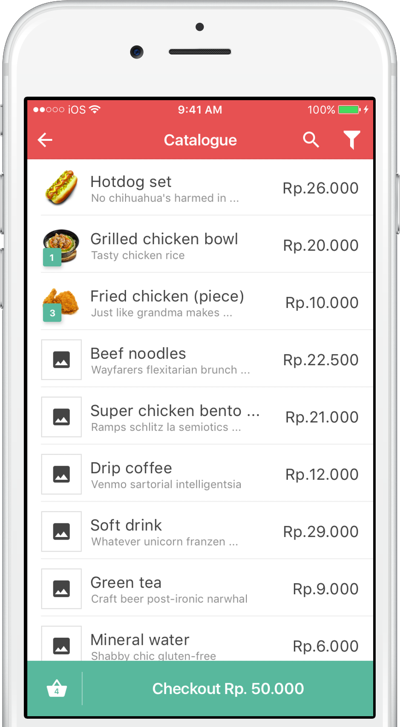 iOS 9:41 AM 100%
Catalogue
Hotdog set Rp.26.000
No chihuahua's harmed in ...
Grilled chicken bowl Rp.20.000
1 Tasty chicken rice
Fried chicken (piece) Rp.10.000
3 Just like grandma makes ...
Beef noodles Rp.22.500
Wayfarers flexitarian brunch ...
Super chicken bento ... Rp.21.000
Ramps schlitz la semiotics ...
Drip coffee Rp.12.000
Venmo sartorial intelligentsia
Soft drink Rp.29.000
Whatever unicorn franzen ...
Green tea Rp.9.000
Craft beer post-ironic narwhal
Mineral water Rp.6.000
Shabby chic gluten-free
4 Checkout Rp. 50.000